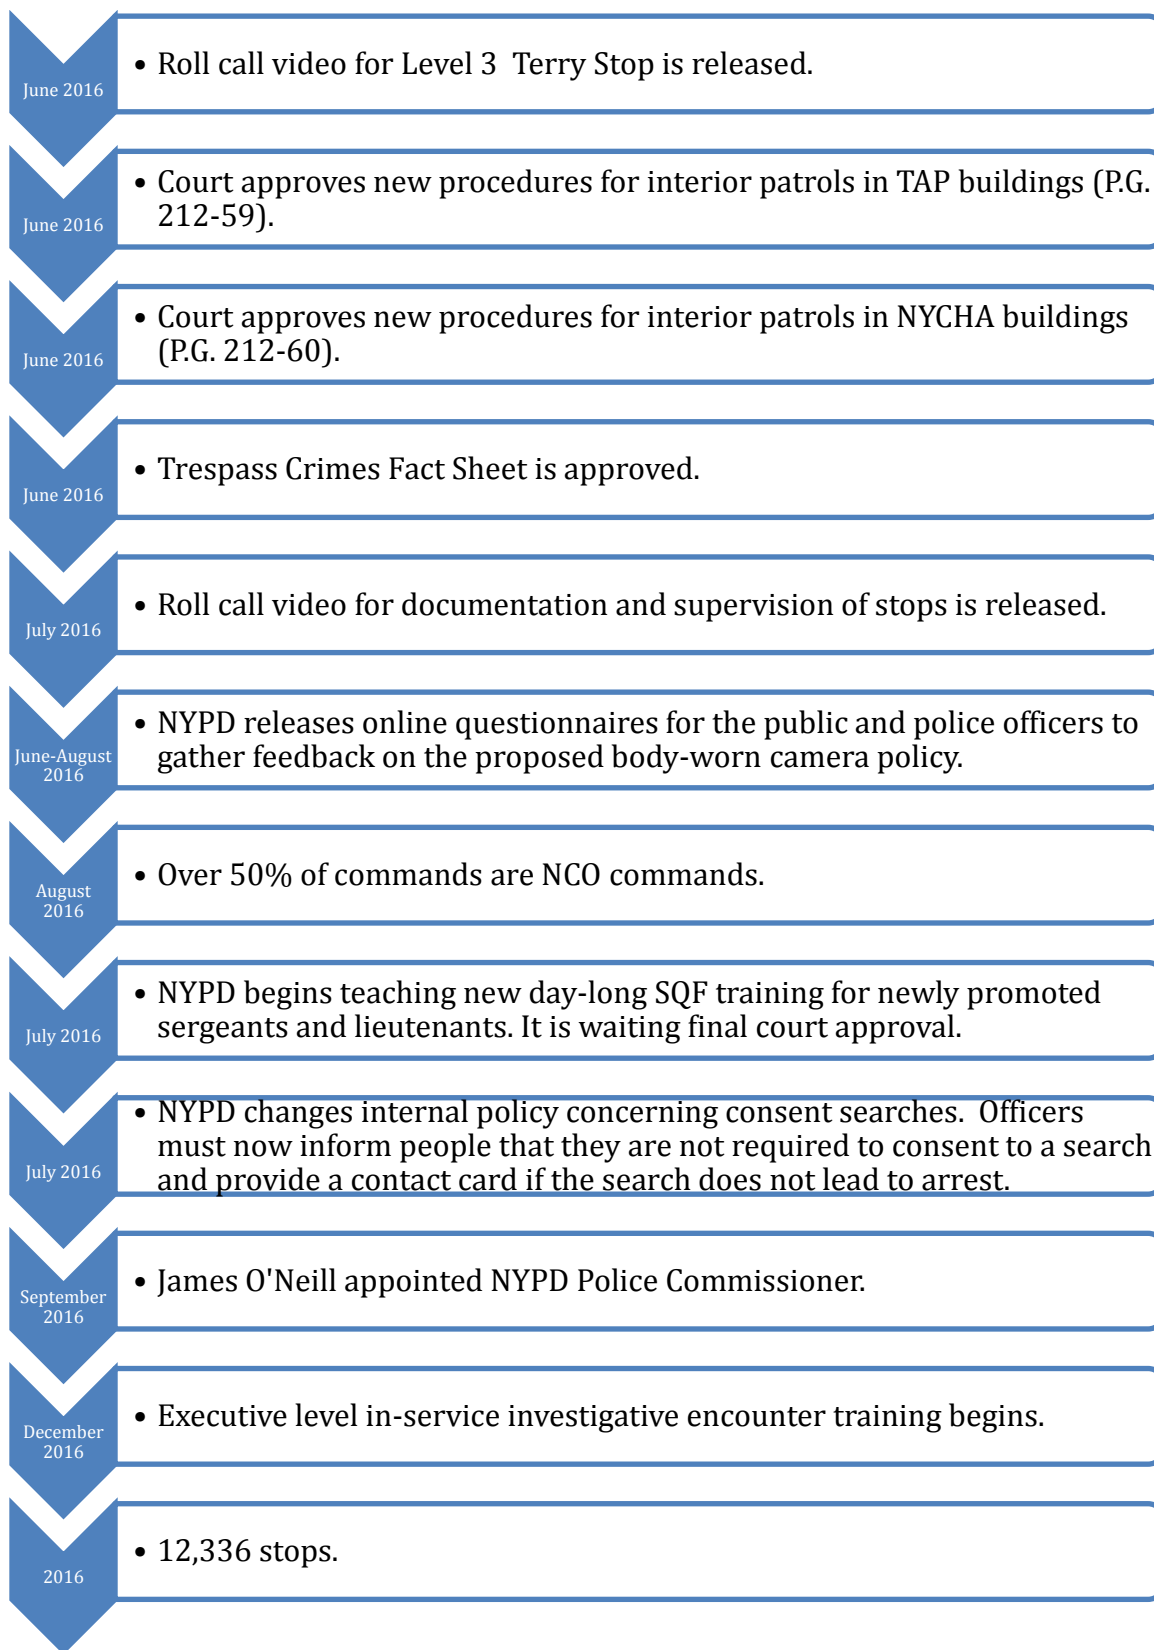 June 2016
• Roll call video for Level 3  Terry Stop is released.
June 2016
• Court approves new procedures for interior patrols in TAP buildings (P.G.
212-59).
June 2016
• Court approves new procedures for interior patrols in NYCHA buildings
(P.G. 212-60).
June 2016
• Trespass Crimes Fact Sheet is approved.
July 2016
• Roll call video for documentation and supervision of stops is released.
June-August
2016
• NYPD releases online questionnaires for the public and police officers to
gather feedback on the proposed body-worn camera policy.
August
2016
• Over 50% of commands are NCO commands.
July 2016
• NYPD begins teaching new day-long SQF training for newly promoted
sergeants and lieutenants. It is waiting final court approval.
July 2016
• NYPD changes internal policy concerning consent searches.  Officers
must now inform people that they are not required to consent to a search
and provide a contact card if the search does not lead to arrest.
September
2016
• James O'Neill appointed NYPD Police Commissioner.
December
2016
• Executive level in-service investigative encounter training begins.
2016
• 12,336 stops.